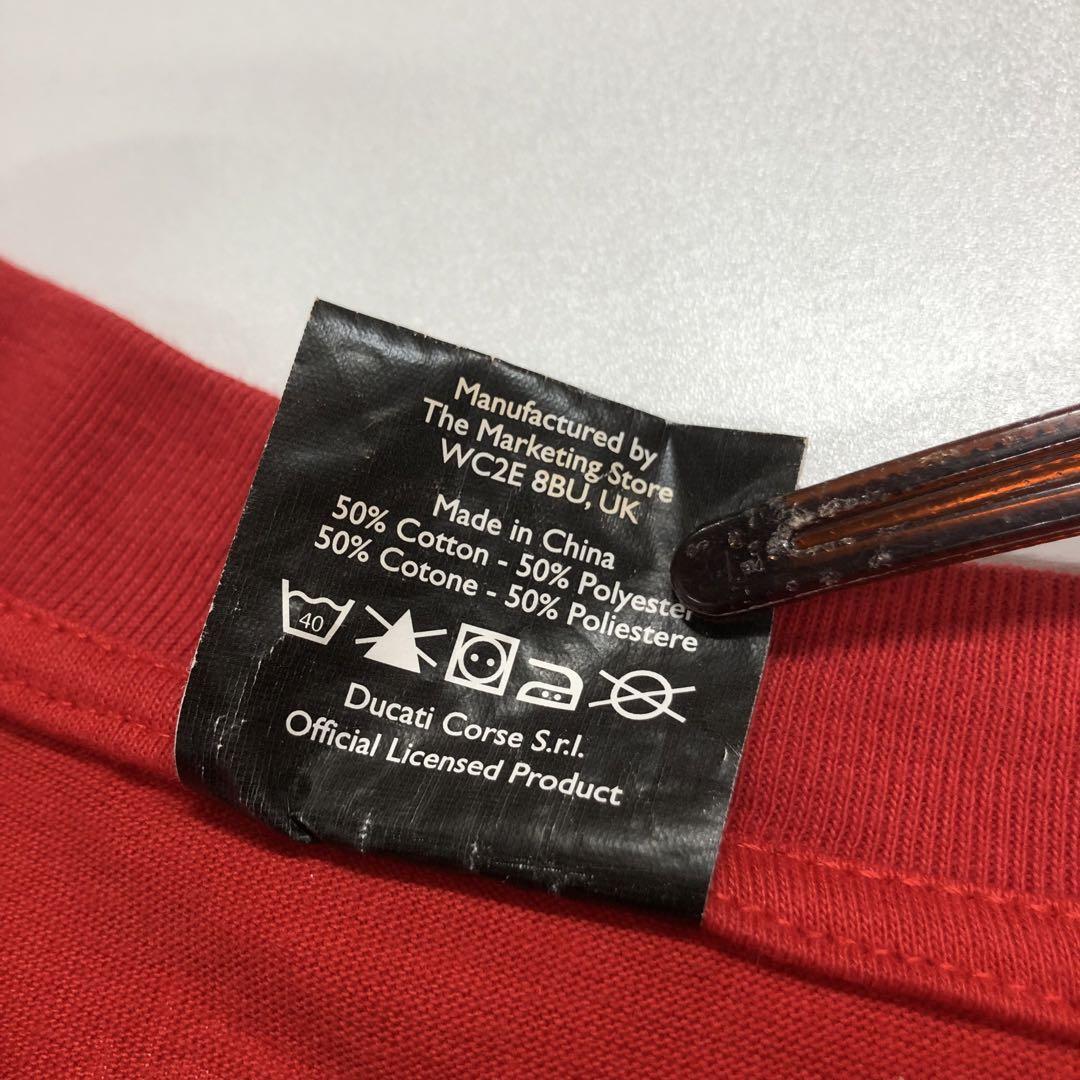 Manufactured by
The Marketing Store
WC2E 8BU, UK
Made in China
50% Cotton - 50% Polyester
50% Cotone - 50% Poliestere
40
Ducati Corse S.r.l.
Official Licensed Product